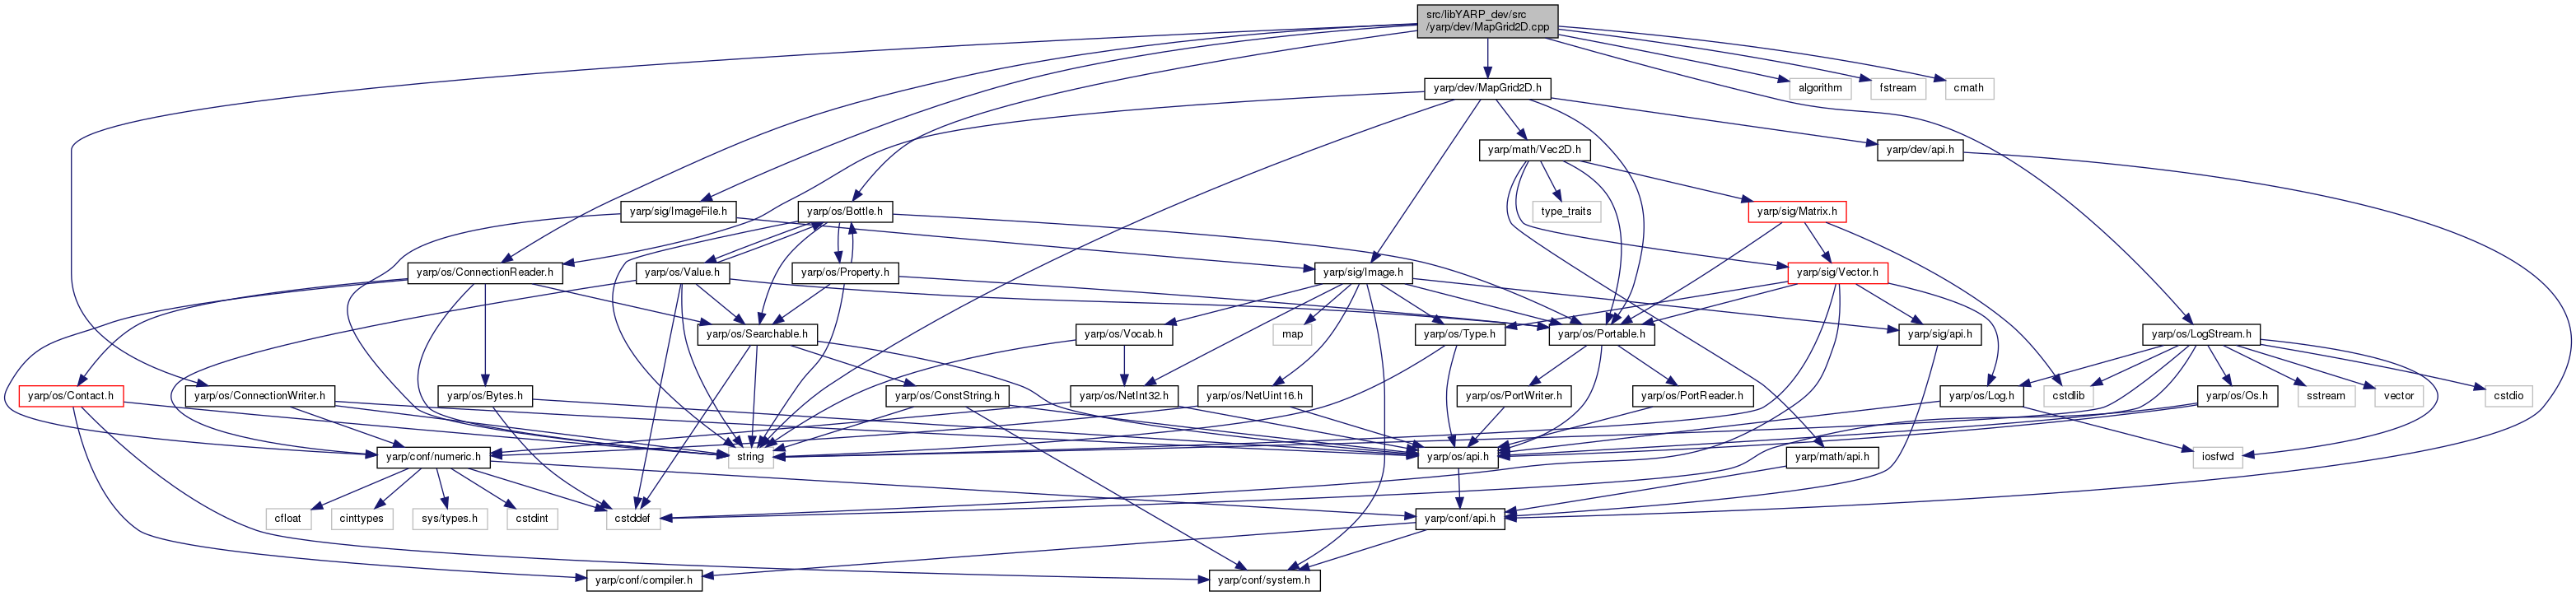 src/libYARP_dev/src
/yarp/dev/MapGrid2D.cpp
yarp/dev/MapGrid2D.h
algorithm
fstream
cmath
yarp/math/Vec2D.h
yarp/dev/api.h
yarp/sig/ImageFile.h
yarp/os/Bottle.h
type_traits
yarp/sig/Matrix.h
yarp/os/ConnectionReader.h
yarp/os/Value.h
yarp/os/Property.h
yarp/sig/Image.h
yarp/sig/Vector.h
yarp/os/Searchable.h
yarp/os/Vocab.h
map
yarp/os/Type.h
yarp/os/Portable.h
yarp/sig/api.h
yarp/os/LogStream.h
yarp/os/Contact.h
yarp/os/ConnectionWriter.h
yarp/os/Bytes.h
yarp/os/ConstString.h
yarp/os/NetInt32.h
yarp/os/NetUint16.h
yarp/os/PortWriter.h
yarp/os/PortReader.h
yarp/os/Log.h
cstdlib
yarp/os/Os.h
sstream
vector
cstdio
yarp/conf/numeric.h
string
yarp/os/api.h
yarp/math/api.h
iosfwd
cfloat
cinttypes
sys/types.h
cstdint
cstddef
yarp/conf/api.h
yarp/conf/compiler.h
yarp/conf/system.h